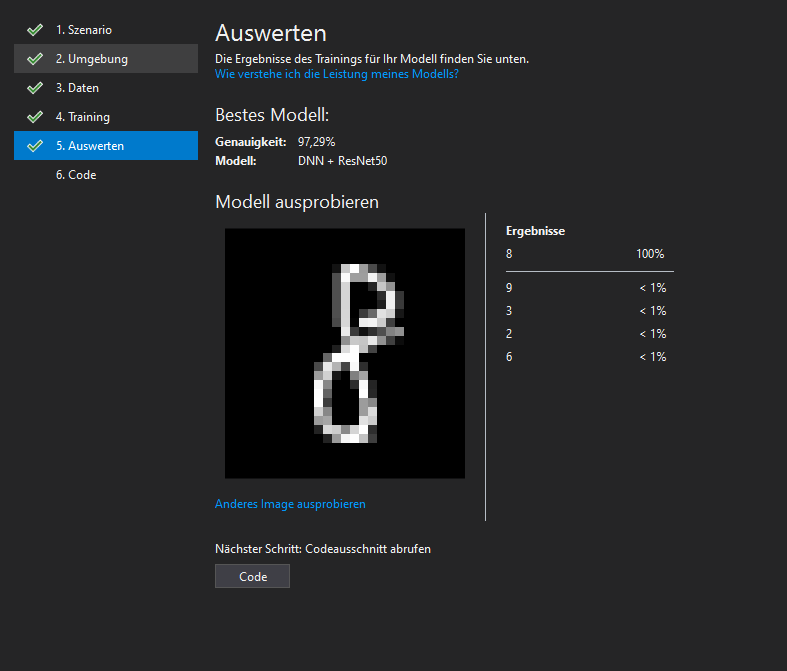 1. Szenario
2. Umgebung
3. Daten
4. Training
5. Auswerten
6. Code
Auswerten
Die Ergebnisse des Trainings für Ihr Modell finden Sie unten.
Wie verstehe ich die Leistung meines Modells?
Bestes Modell:
Genauigkeit: 97,29%
Modell: DNN + ResNet50
Modell ausprobieren
8
Anderes Image ausprobieren
Ergebnisse
8 100%
9 < 1%
3 < 1%
2 < 1%
6 < 1%
Nächster Schritt: Codeausschnitt abrufen
Code